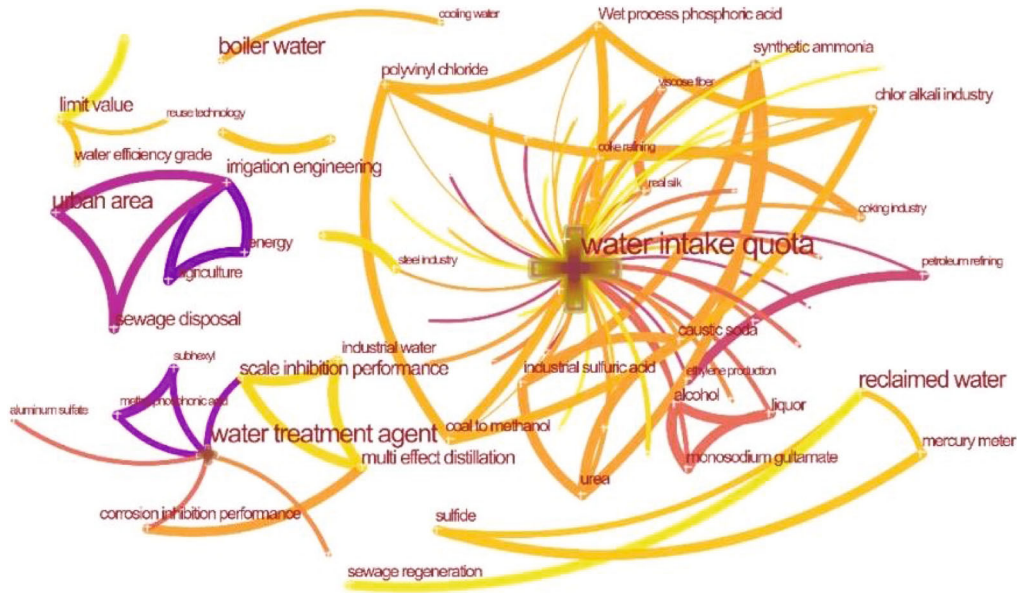 cooling water
Wet process phosphoric acid
boiler water
synthetic ammonia
polyvinyl chloride
viscose fiber
chlor alkali industry
limit value
reuse technology
coke refining
water efficiency grade
irrigation engineering
real silk
urban area
coking industry
water intake quota
energy
steel industry
petroleum refining
agriculture
sewage disposal
caustic soda
industrial water
subhexyl
scale inhibition performance
industrial sulfuric acid
ethylene production
reclaimed water
alcohol
aluminum sulfate
liquor
water treatment agent
coal to methanol
mercury meter
multi effect distillation
monosodium gultamate
urea
corrosion inhibition performance
sulfide
sewage regeneration